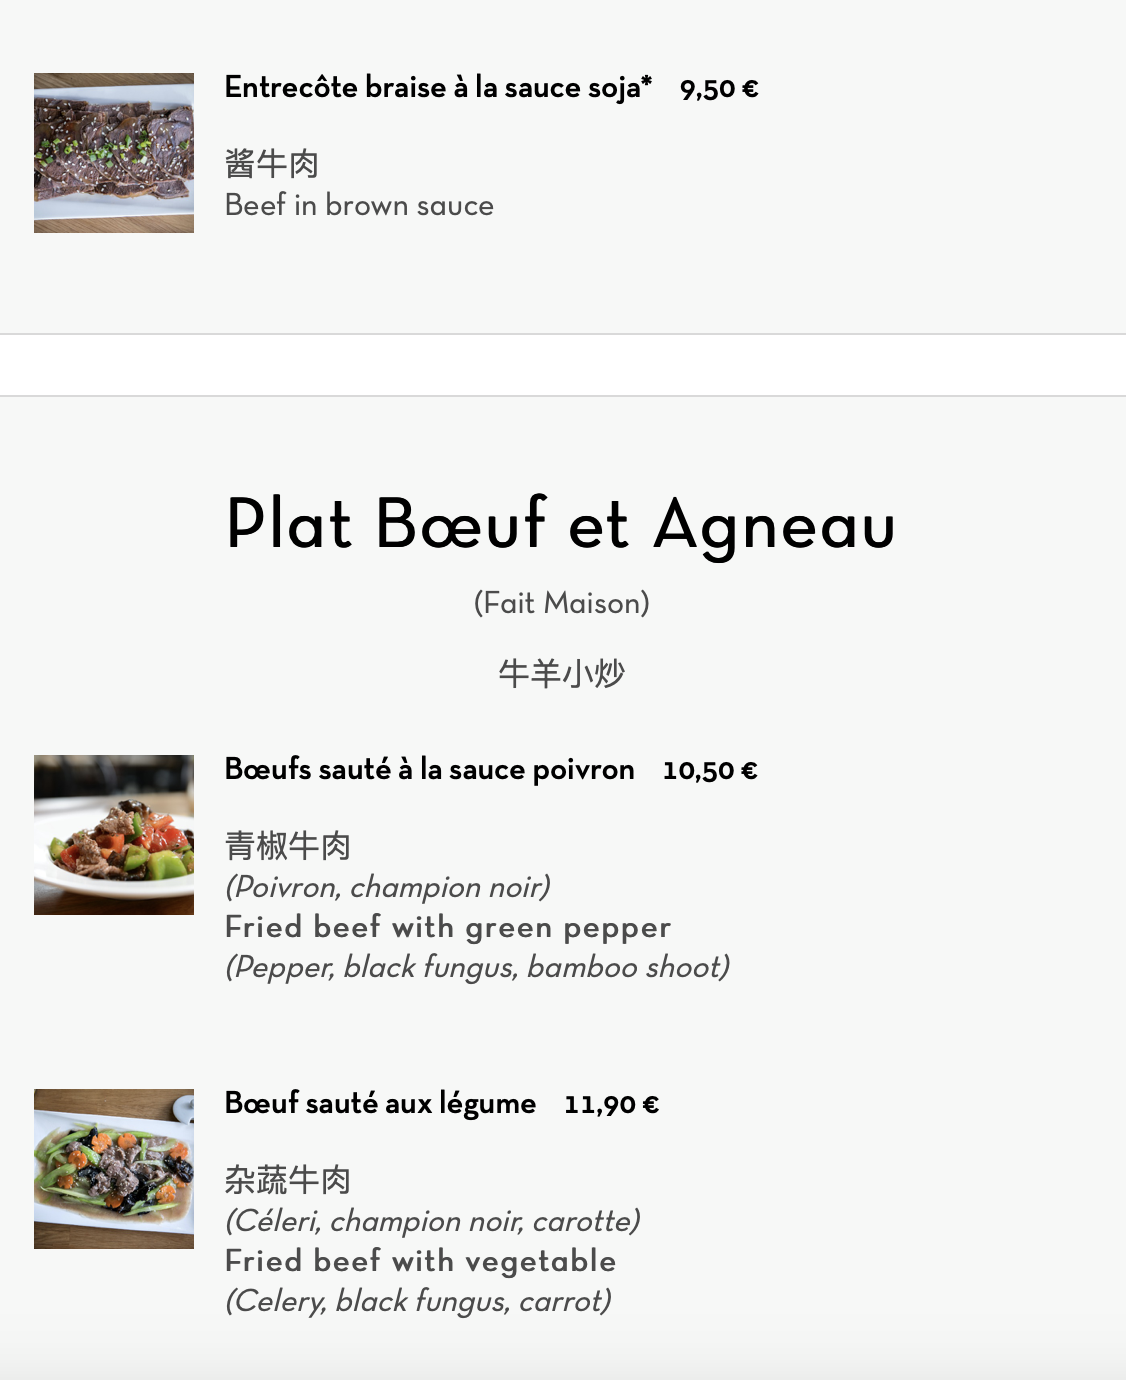 Entrecôte braise à la sauce soja* 9,50 €
酱牛肉
Beef in brown sauce
Plat Bœuf et Agneau
(Fait Maison)
牛羊小炒
Bœufs sauté à la sauce poivron 10,50 €
青椒牛肉
(Poivron, champion noir)
Fried beef with green pepper
(Pepper, black fungus, bamboo shoot)
Bœuf sauté aux légume 11,90 €
杂蔬牛肉
(Céleri, champion noir, carotte)
Fried beef with vegetable
(Celery, black fungus, carrot)